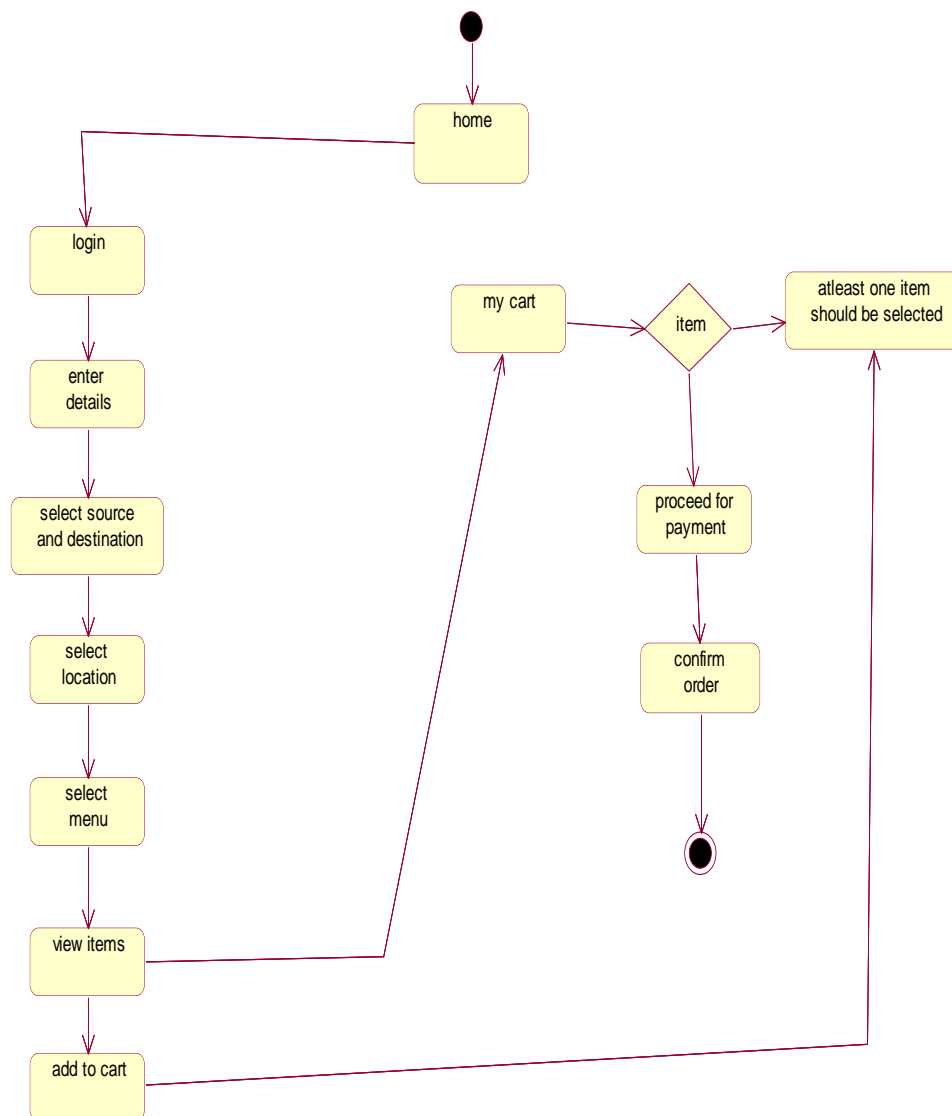 home
login
enter
details
select source
and destination
select
location
select
menu
view items
add to cart
my cart
item
atleast one item
should be selected
proceed for
payment
confirm
order